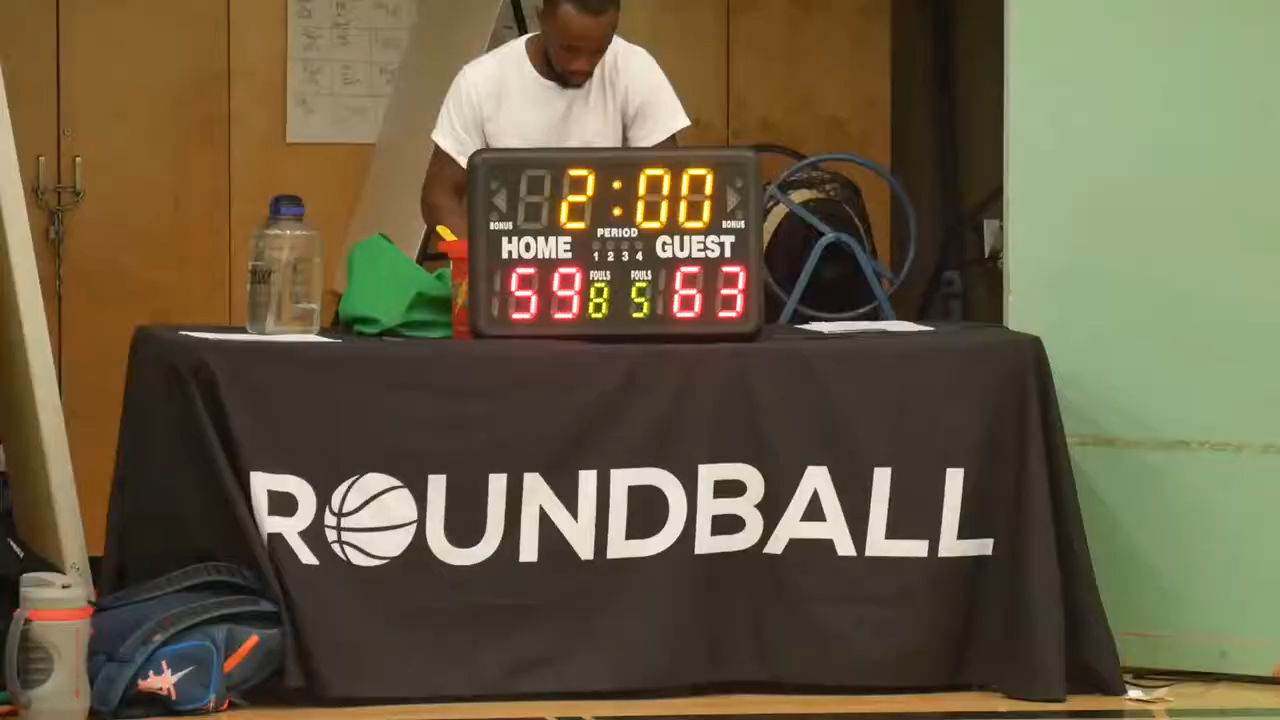 2:00
BONUS PERIOD BONUS
HOME 1 2 3 4 GUEST
FOULS FOULS
59 8 5 63
ROUNDBALL